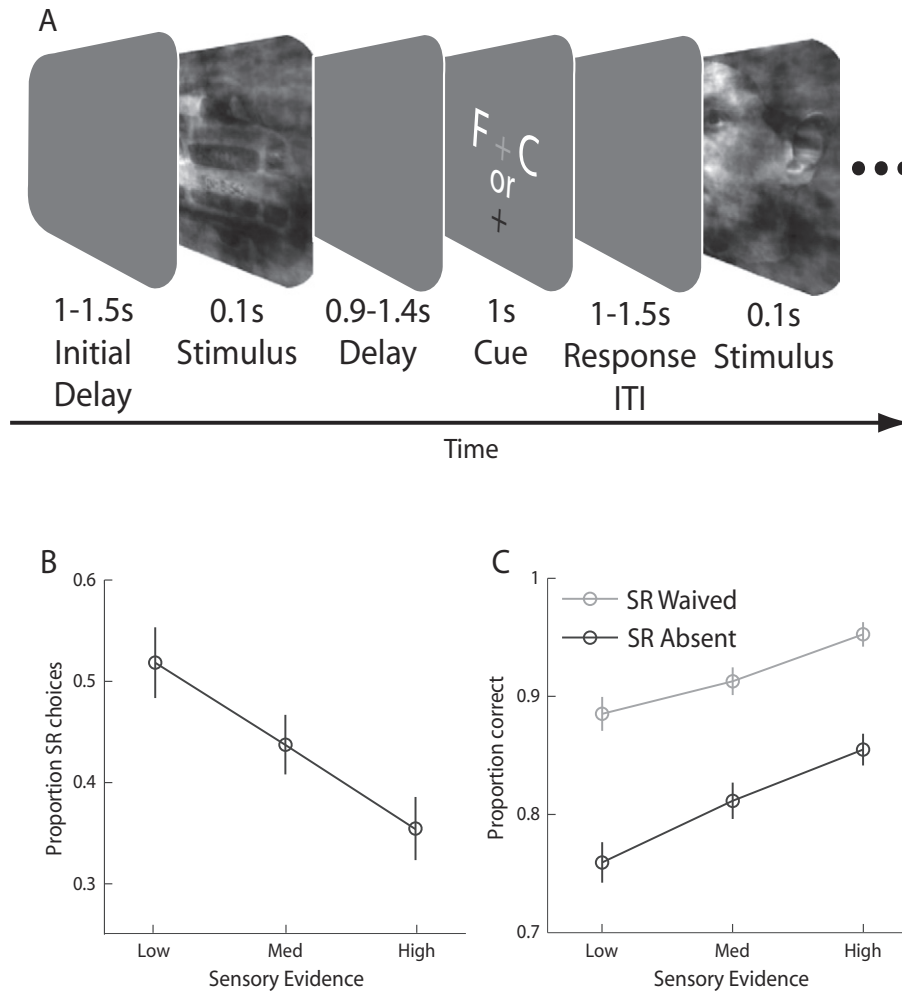 A
F + C
or
+
1-1.5s
Initial
Delay
0.1s
Stimulus
0.9-1.4s
Delay
1s
Cue
1-1.5s
Response
ITI
0.1s
Stimulus
Time
B
0.6
0.5
0.4
0.3
Proportion SR choices
Low Med High
Sensory Evidence
C
1
0.9
0.8
0.7
Proportion correct
SR Waived
SR Absent
Low Med High
Sensory Evidence